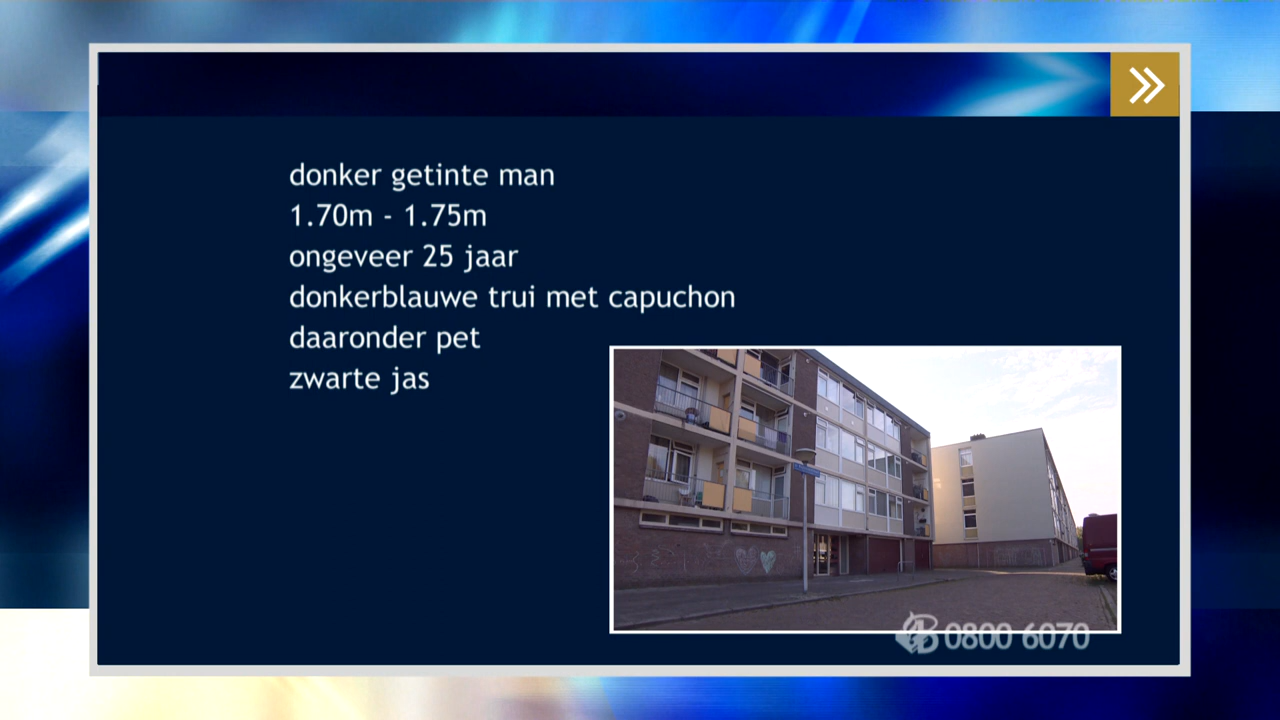 donker getinte man
1.70m - 1.75m
ongeveer 25 jaar
donkerblauwe trui met capuchon
daaronder pet
zwarte jas
0800 6070